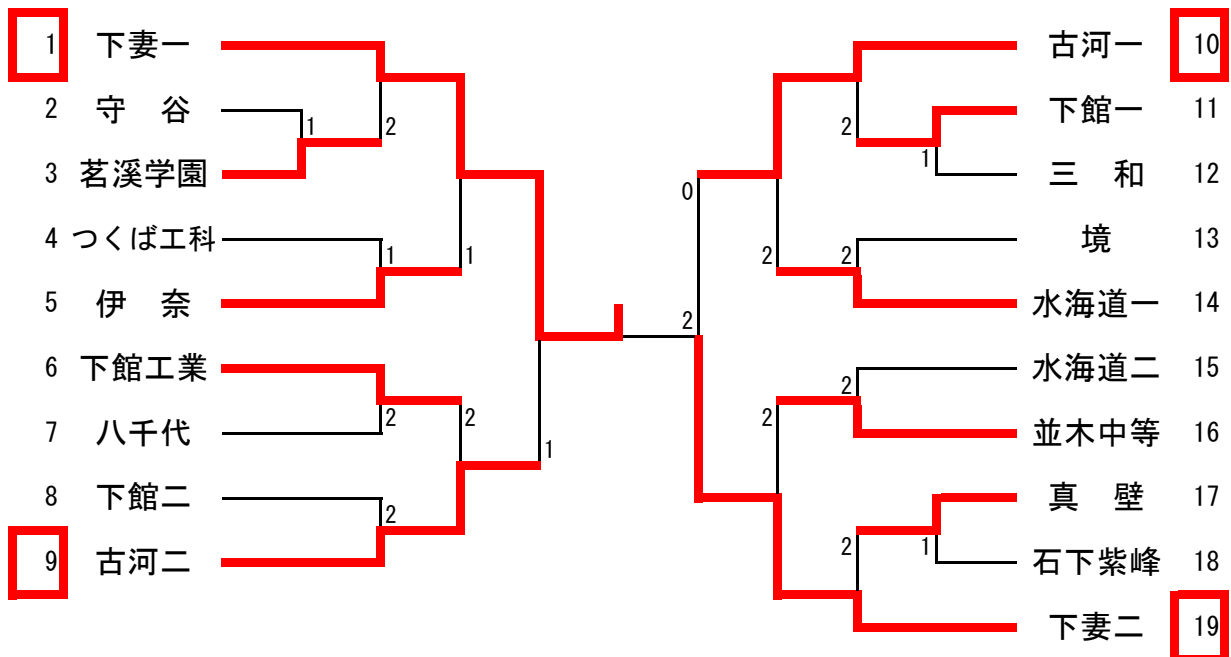 1 下妻一
2 守 谷
3 茗溪学園
4 つくば工科
5 伊 奈
6 下館工業
7 八千代
8 下館二
9 古河二
1
2
1
1
2
2
2
1
0
2
古河一 10
下館一 11
三 和 12
境 13
水海道一 14
水海道二 15
並木中等 16
真 壁 17
石下紫峰 18
下妻二 19
2
1
2
2
2
2
2
1